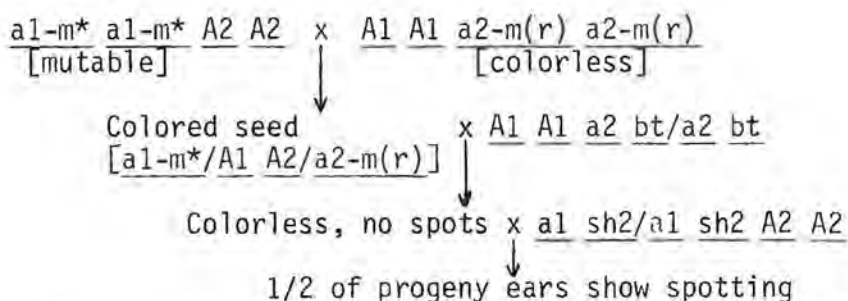 a1-m* a1-m* A2 A2 x A1 A1 a2-m(r) a2-m(r)
[mutable] [colorless]
Colored seed x A1 A1 a2 bt/a2 bt
[a1-m*/A1 A2/a2-m(r)]
Colorless, no spots x a1 sh2/a1 sh2 A2 A2
1/2 of progeny ears show spotting